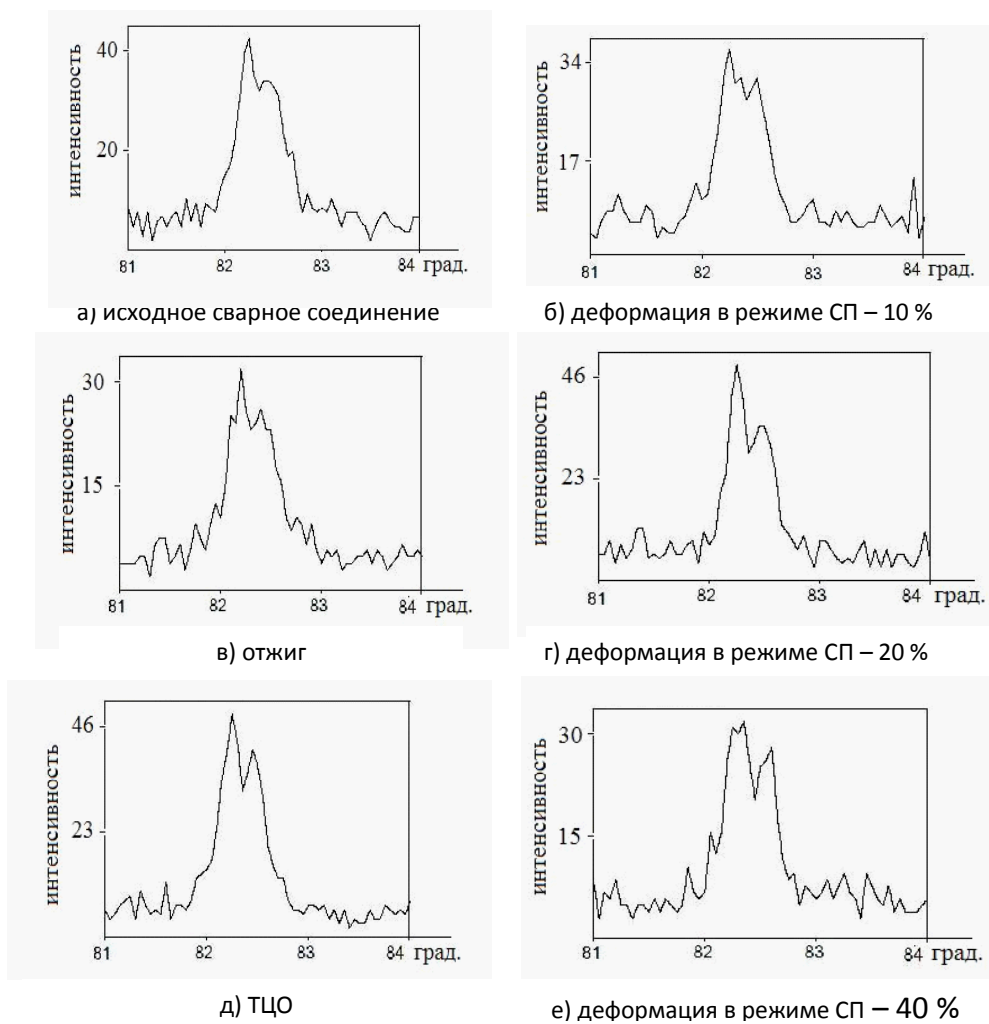 интенсивность
40
20
81 82 83 84 град.
а) исходное сварное соединение
интенсивность
34
17
81 82 83 84 град.
б) деформация в режиме СП – 10 %
интенсивность
30
15
81 82 83 84 град.
в) отжиг
интенсивность
46
23
81 82 83 84 град.
г) деформация в режиме СП – 20 %
интенсивность
46
23
81 82 83 84 град.
д) ТЦО
интенсивность
30
15
81 82 83 84 град.
е) деформация в режиме СП – 40 %